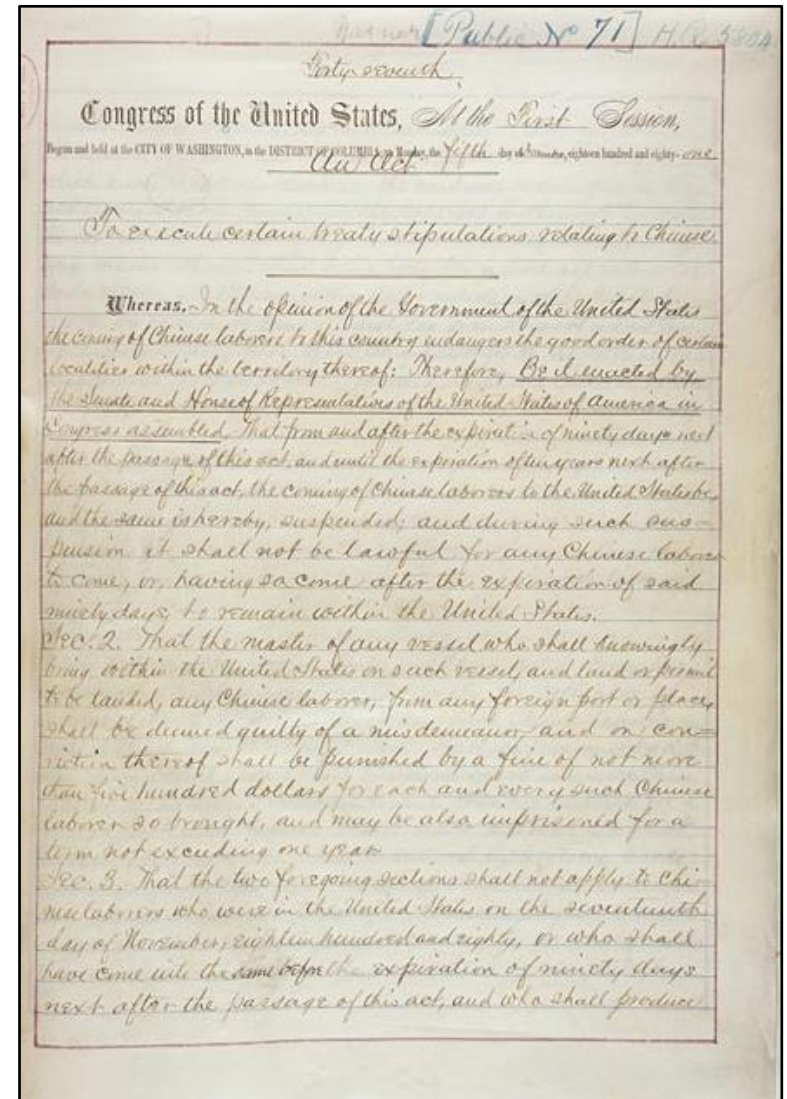 Warner [Public No 71] H.R. 5804
Forty-seventh
Congress of the United States, At the First Session,
Begun and held at the CITY OF WASHINGTON, in the DISTRICT OF COLUMBIA, on Monday, the fifth day of December, eighteen hundred and eighty-one
An Act
To execute certain treaty stipulations relating to Chinese.
Whereas, In the opinion of the Government of the United States
the coming of Chinese laborers to this country endangers the good order of certain
localities within the territory thereof: Therefore, Be it enacted by
the Senate and House of Representatives of the United States of America in
Congress assembled, That from and after the expiration of ninety days next
after the passage of this act, and until the expiration of ten years next after
the passage of this act, the coming of Chinese laborers to the United States be,
and the same is hereby, suspended; and during such sus-
pension it shall not be lawful for any Chinese laborer
to come, or, having so come after the expiration of said
ninety days, to remain within the United States.
Sec. 2. That the master of any vessel who shall knowingly
bring within the United States on such vessel, and land or permit
to be landed, any Chinese laborer, from any foreign port or place,
shall be deemed guilty of a misdemeanor, and on con=
viction thereof shall be punished by a fine of not more
than five hundred dollars for each and every such Chinese
laborer so brought, and may be also imprisoned for a
term not exceeding one year.
Sec. 3. That the two foregoing sections shall not apply to Chi-
nese laborers who were in the United States on the seventeenth
day of November, eighteen hundred and eighty, or who shall
have come into the same before the expiration of ninety days
next after the passage of this act, and who shall produce